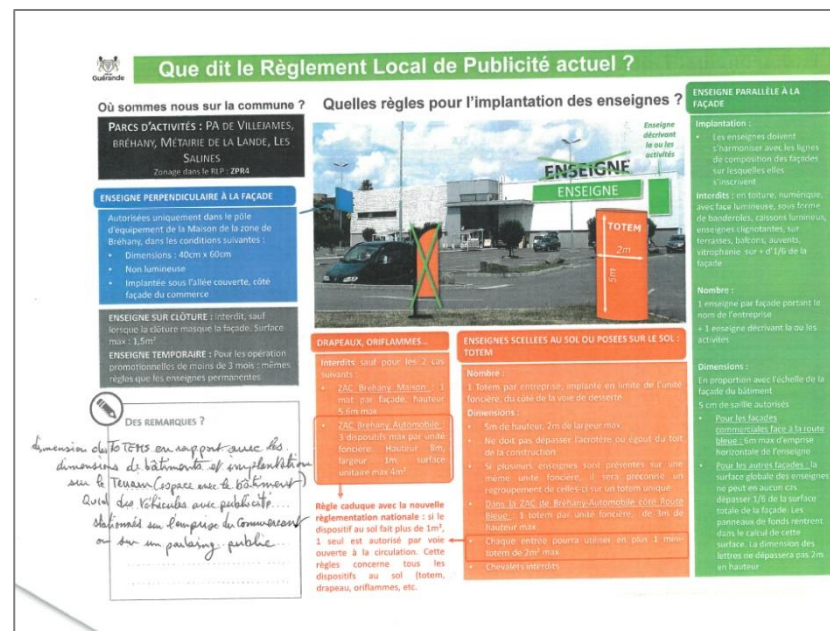 Guérande
Que dit le Règlement Local de Publicité actuel ?
Où sommes nous sur la commune ?
PARCS D'ACTIVITÉS : PA DE VILLEJAMES,
BRÉHANY, MÉTAIRIE DE LA LANDE, LES
SALINES
Zonage dans le RLP : ZPR4
ENSEIGNE PERPENDICULAIRE À LA FAÇADE
Autorisées uniquement dans le pôle
d'équipement de la Maison de la zone de
Bréhany, dans les conditions suivantes :
• Dimensions : 40cm x 60cm
• Non lumineuse
• Implantée sous l'allée couverte, côté
façade du commerce
ENSEIGNE SUR CLÔTURE : Interdit, sauf
lorsque la clôture masque la façade. Surface
max : 1,5m²
ENSEIGNE TEMPORAIRE : Pour les opération
promotionnelles de mains de 3 mois : mêmes
règles que les enseignes permanentes
DES REMARQUES ?
dimension des TOTEMS en rapport avec les
dimensions de bâtiments et implantation
sur le Terrain (espace avec le bâtiment)
Quid des Véhicules avec publicité
stationnés sur l'emprise du Commerçant
ou sur un parking public
Quelles règles pour l'implantation des enseignes ?
Enseigne
décrivant
la ou les
activités
ENSEIGNE
ENSEIGNE
TOTEM
2m
5m
DRAPEAUX, ORIFLAMMES...
Interdits sauf pour les 2 cas
suivants :
• ZAC Bréhany Maison : 1
mat par façade, hauteur
5,6m max
• ZAC Bréhany Automobile :
3 dispositifs max par unité
foncière. Hauteur 8m,
largeur 1m, surface
unitaire max 4m²
Règle caduque avec la nouvelle
règlementation nationale : si le
dispositif au sol fait plus de 1m²,
1 seul est autorisé par voie
ouverte à la circulation. Cette
règles concerne tous les
dispositifs au sol (totem,
drapeau, oriflammes, etc.
ENSEIGNES SCELLEES AU SOL OU POSEES SUR LE SOL :
TOTEM
Nombre :
1 Totem par entreprise, implanté en limite de l'unité
foncière, du côté de la voie de desserte
Dimensions :
• 5m de hauteur, 2m de largeur max
• Ne doit pas dépasser l'acrotère ou égout du toit
de la construction
• Si plusieurs enseignes sont présentes sur une
même unité foncière, il sera préconisé un
regroupement de celles-ci sur un totem unique
• Dans la ZAC de Bréhany-Automobile côté Route
Bleue : 1 totem par unité foncière, de 3m de
hauteur max
• Chaque entrée pourra utiliser en plus 1 mini-
totem de 2m² max
• Chevalets interdits
ENSEIGNE PARALLÈLE À LA
FAÇADE
Implantation :
• Les enseignes doivent
s'harmoniser avec les lignes
de composition des façades
sur lesquelles elles
s'inscrivent
Interdits : en toiture, numérique,
avec face lumineuse, sous forme
de banderoles, caissons lumineux,
enseignes clignotantes, sur
terrasses, balcons, auvents,
vitrophanie sur + d'1/6 de la
façade
Nombre :
1 enseigne par façade portant le
nom de l'entreprise
+ 1 enseigne décrivant la ou les
activités
Dimensions :
En proportion avec l'échelle de la
façade du bâtiment
5 cm de saillie autorisés
• Pour les façades
commerciales face à la route
bleue : 6m max d'emprise
horizontale de l'enseigne
• Pour les autres façades : la
surface globale des enseignes
ne peut en aucun cas
dépasser 1/6 de la surface
totale de la façade. Les
panneaux de fonds rentrent
dans le calcul de cette
surface. La dimension des
lettres ne dépassera pas 2m
en hauteur